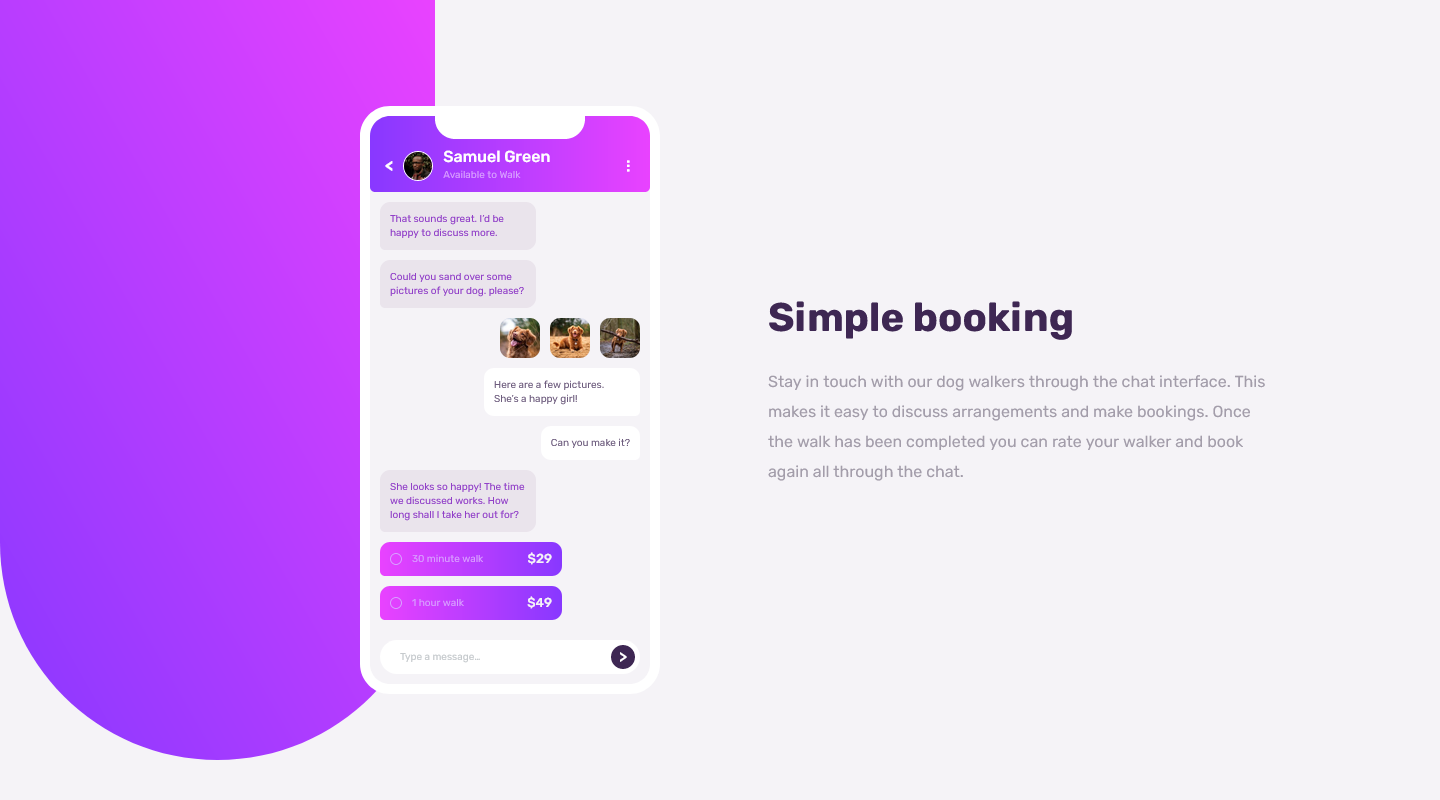 Samuel Green
Available to Walk
That sounds great. I'd be
happy to discuss more.
Could you sand over some
pictures of your dog. please?
Here are a few pictures.
She's a happy girl!
Can you make it?
She looks so happy! The time
we discussed works. How
long shall I take her out for?
30 minute walk $29
1 hour walk $49
Type a message…
Simple booking
Stay in touch with our dog walkers through the chat interface. This
makes it easy to discuss arrangements and make bookings. Once
the walk has been completed you can rate your walker and book
again all through the chat.